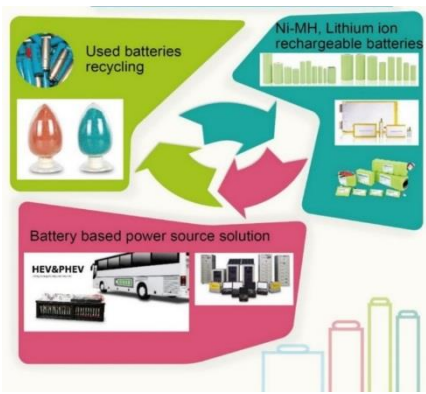 Used batteries
recycling
Ni-MH, Lithium ion
rechargeable batteries
Battery based power source solution
HEV&PHEV